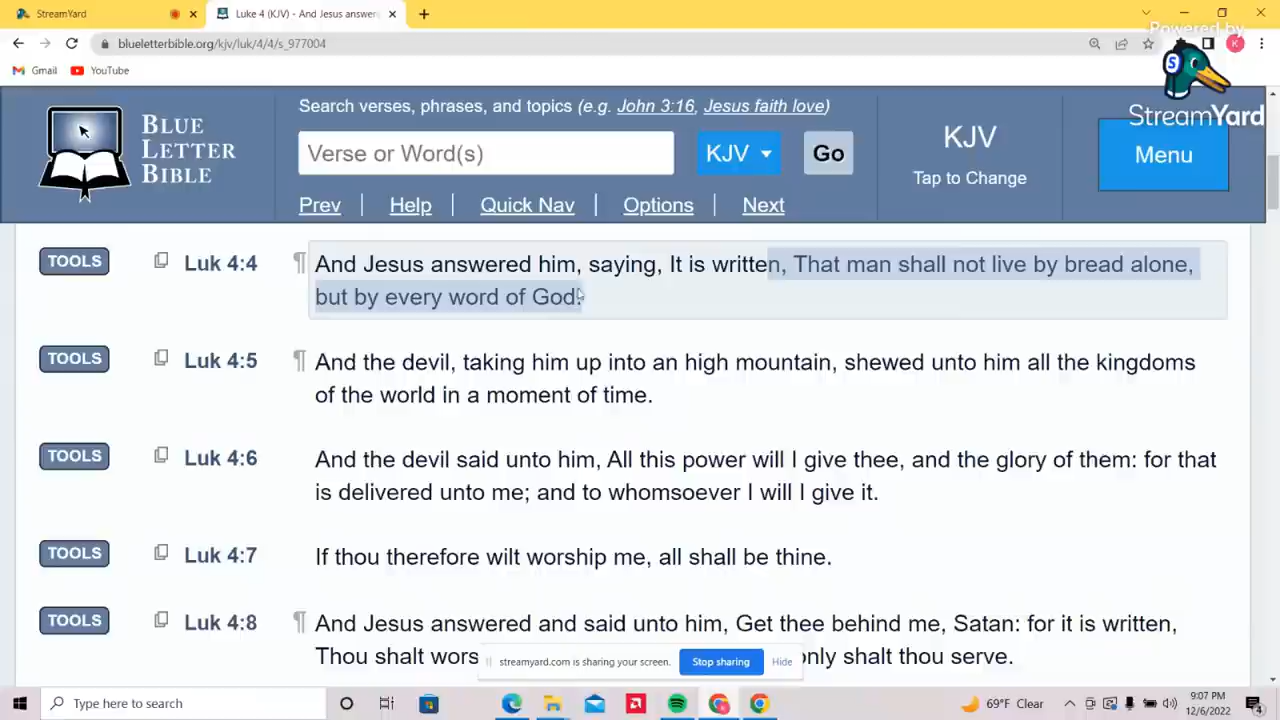 StreamYard
Luke 4 (KJV) - And Jesus answere
blueletterbible.org/kjv/luk/4/4/s_977004
Powered by
Gmail YouTube
StreamYard
BLUE
LETTER
BIBLE
Search verses, phrases, and topics (e.g. John 3:16, Jesus faith love)
Verse or Word(s)
KJV
Go
KJV
Tap to Change
Menu
Prev | Help | Quick Nav | Options | Next
TOOLS Luk 4:4 ¶ And Jesus answered him, saying, It is written, That man shall not live by bread alone,
but by every word of God.
TOOLS Luk 4:5 ¶ And the devil, taking him up into an high mountain, shewed unto him all the kingdoms
of the world in a moment of time.
TOOLS Luk 4:6 And the devil said unto him, All this power will I give thee, and the glory of them: for that
is delivered unto me; and to whomsoever I will I give it.
TOOLS Luk 4:7 If thou therefore wilt worship me, all shall be thine.
TOOLS Luk 4:8 ¶ And Jesus answered and said unto him, Get thee behind me, Satan: for it is written,
Thou shalt wors only shalt thou serve.
streamyard.com is sharing your screen. Stop sharing Hide
Type here to search
69°F Clear
9:07 PM
12/6/2022
4